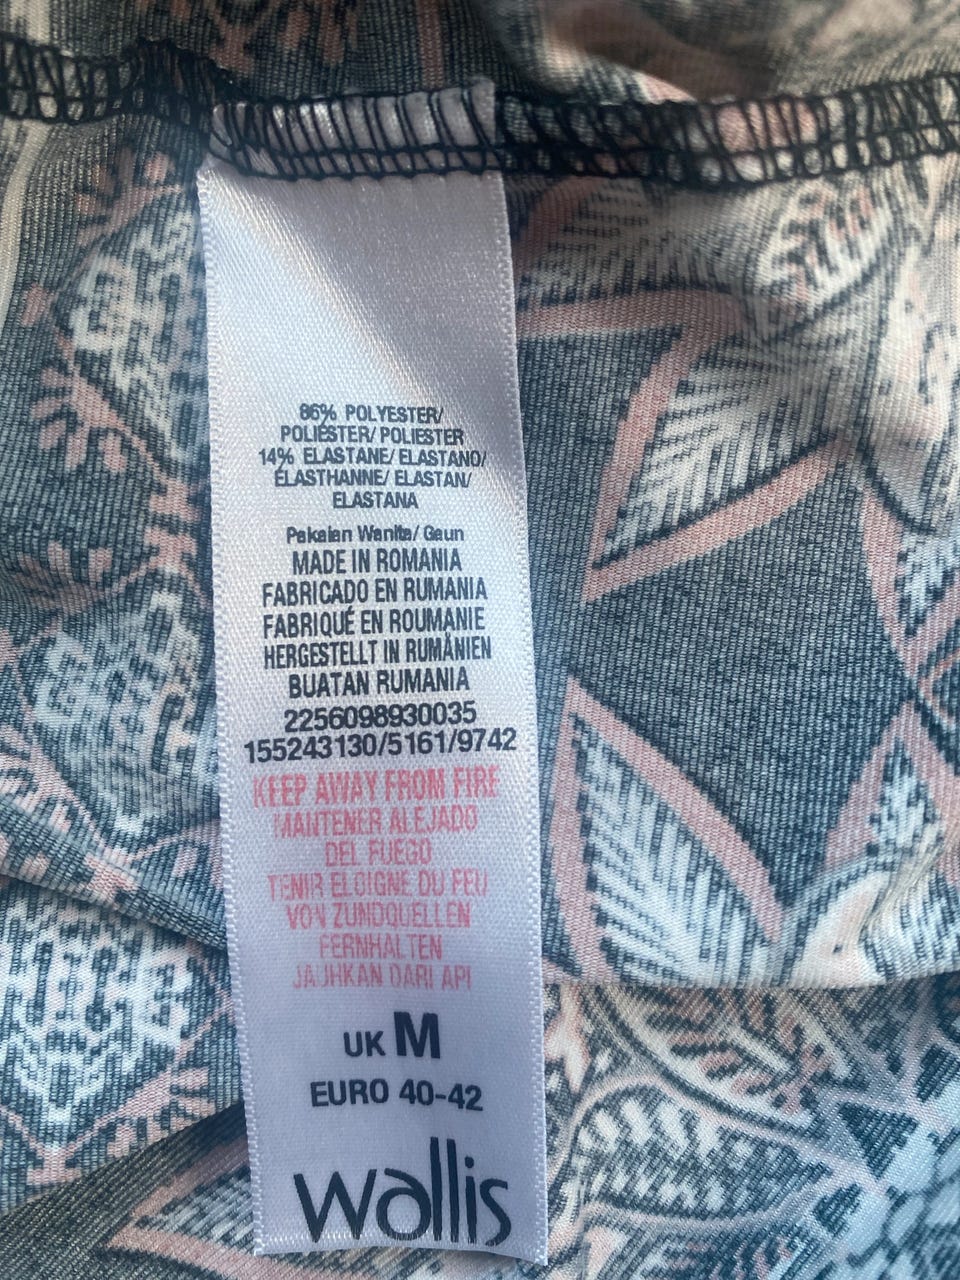 86% POLYESTER/
POLIÉSTER/ POLIESTER
14% ELASTANE/ ELASTANO/
ÉLASTHANNE/ ELASTAN/
ELASTANA
Pakaian Wanita/ Gaun
MADE IN ROMANIA
FABRICADO EN RUMANIA
FABRIQUÉ EN ROUMANIE
HERGESTELLT IN RUMÄNIEN
BUATAN RUMANIA
2256098930035
155243130/5161/9742
KEEP AWAY FROM FIRE
MANTENER ALEJADO
DEL FUEGO
TENIR ELOIGNE DU FEU
VON ZUNDQUELLEN
FERNHALTEN
JAUHKAN DARI API
UK M
EURO 40-42
wallis